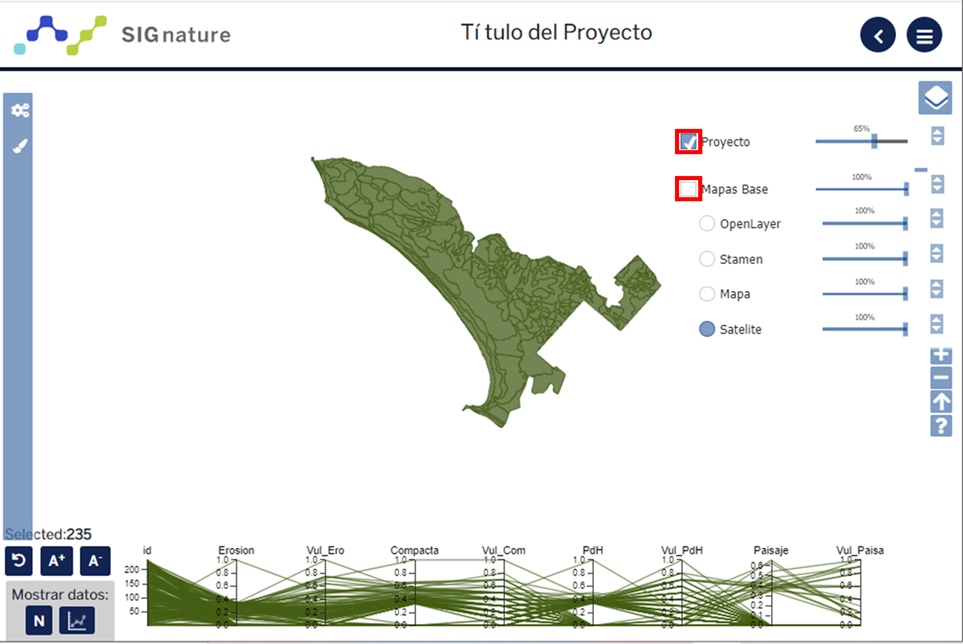 SIGnature
Tí tulo del Proyecto
Proyecto 65%
Mapas Base 100%
OpenLayer 100%
Stamen 100%
Mapa 100%
Satelite 100%
?
Selected:235
A+ A-
Mostrar datos:
N
id Erosion Vul_Ero Compacta Vul_Com PdH Vul_PdH Paisaje Vul_Paisa
200 150 100 50
1.0 0.8 0.6 0.4 0.2 0.0
1.0 0.8 0.6 0.4 0.2 0.0
1.0 0.8 0.6 0.4 0.2 0.0
1.0 0.8 0.6 0.4 0.2 0.0
1.0 0.8 0.6 0.4 0.2 0.0
1.0 0.8 0.6 0.4 0.2 0.0
0.6 0.5 0.3 0.2 0.1 0.0
1.0 0.8 0.6 0.4 0.2 0.0